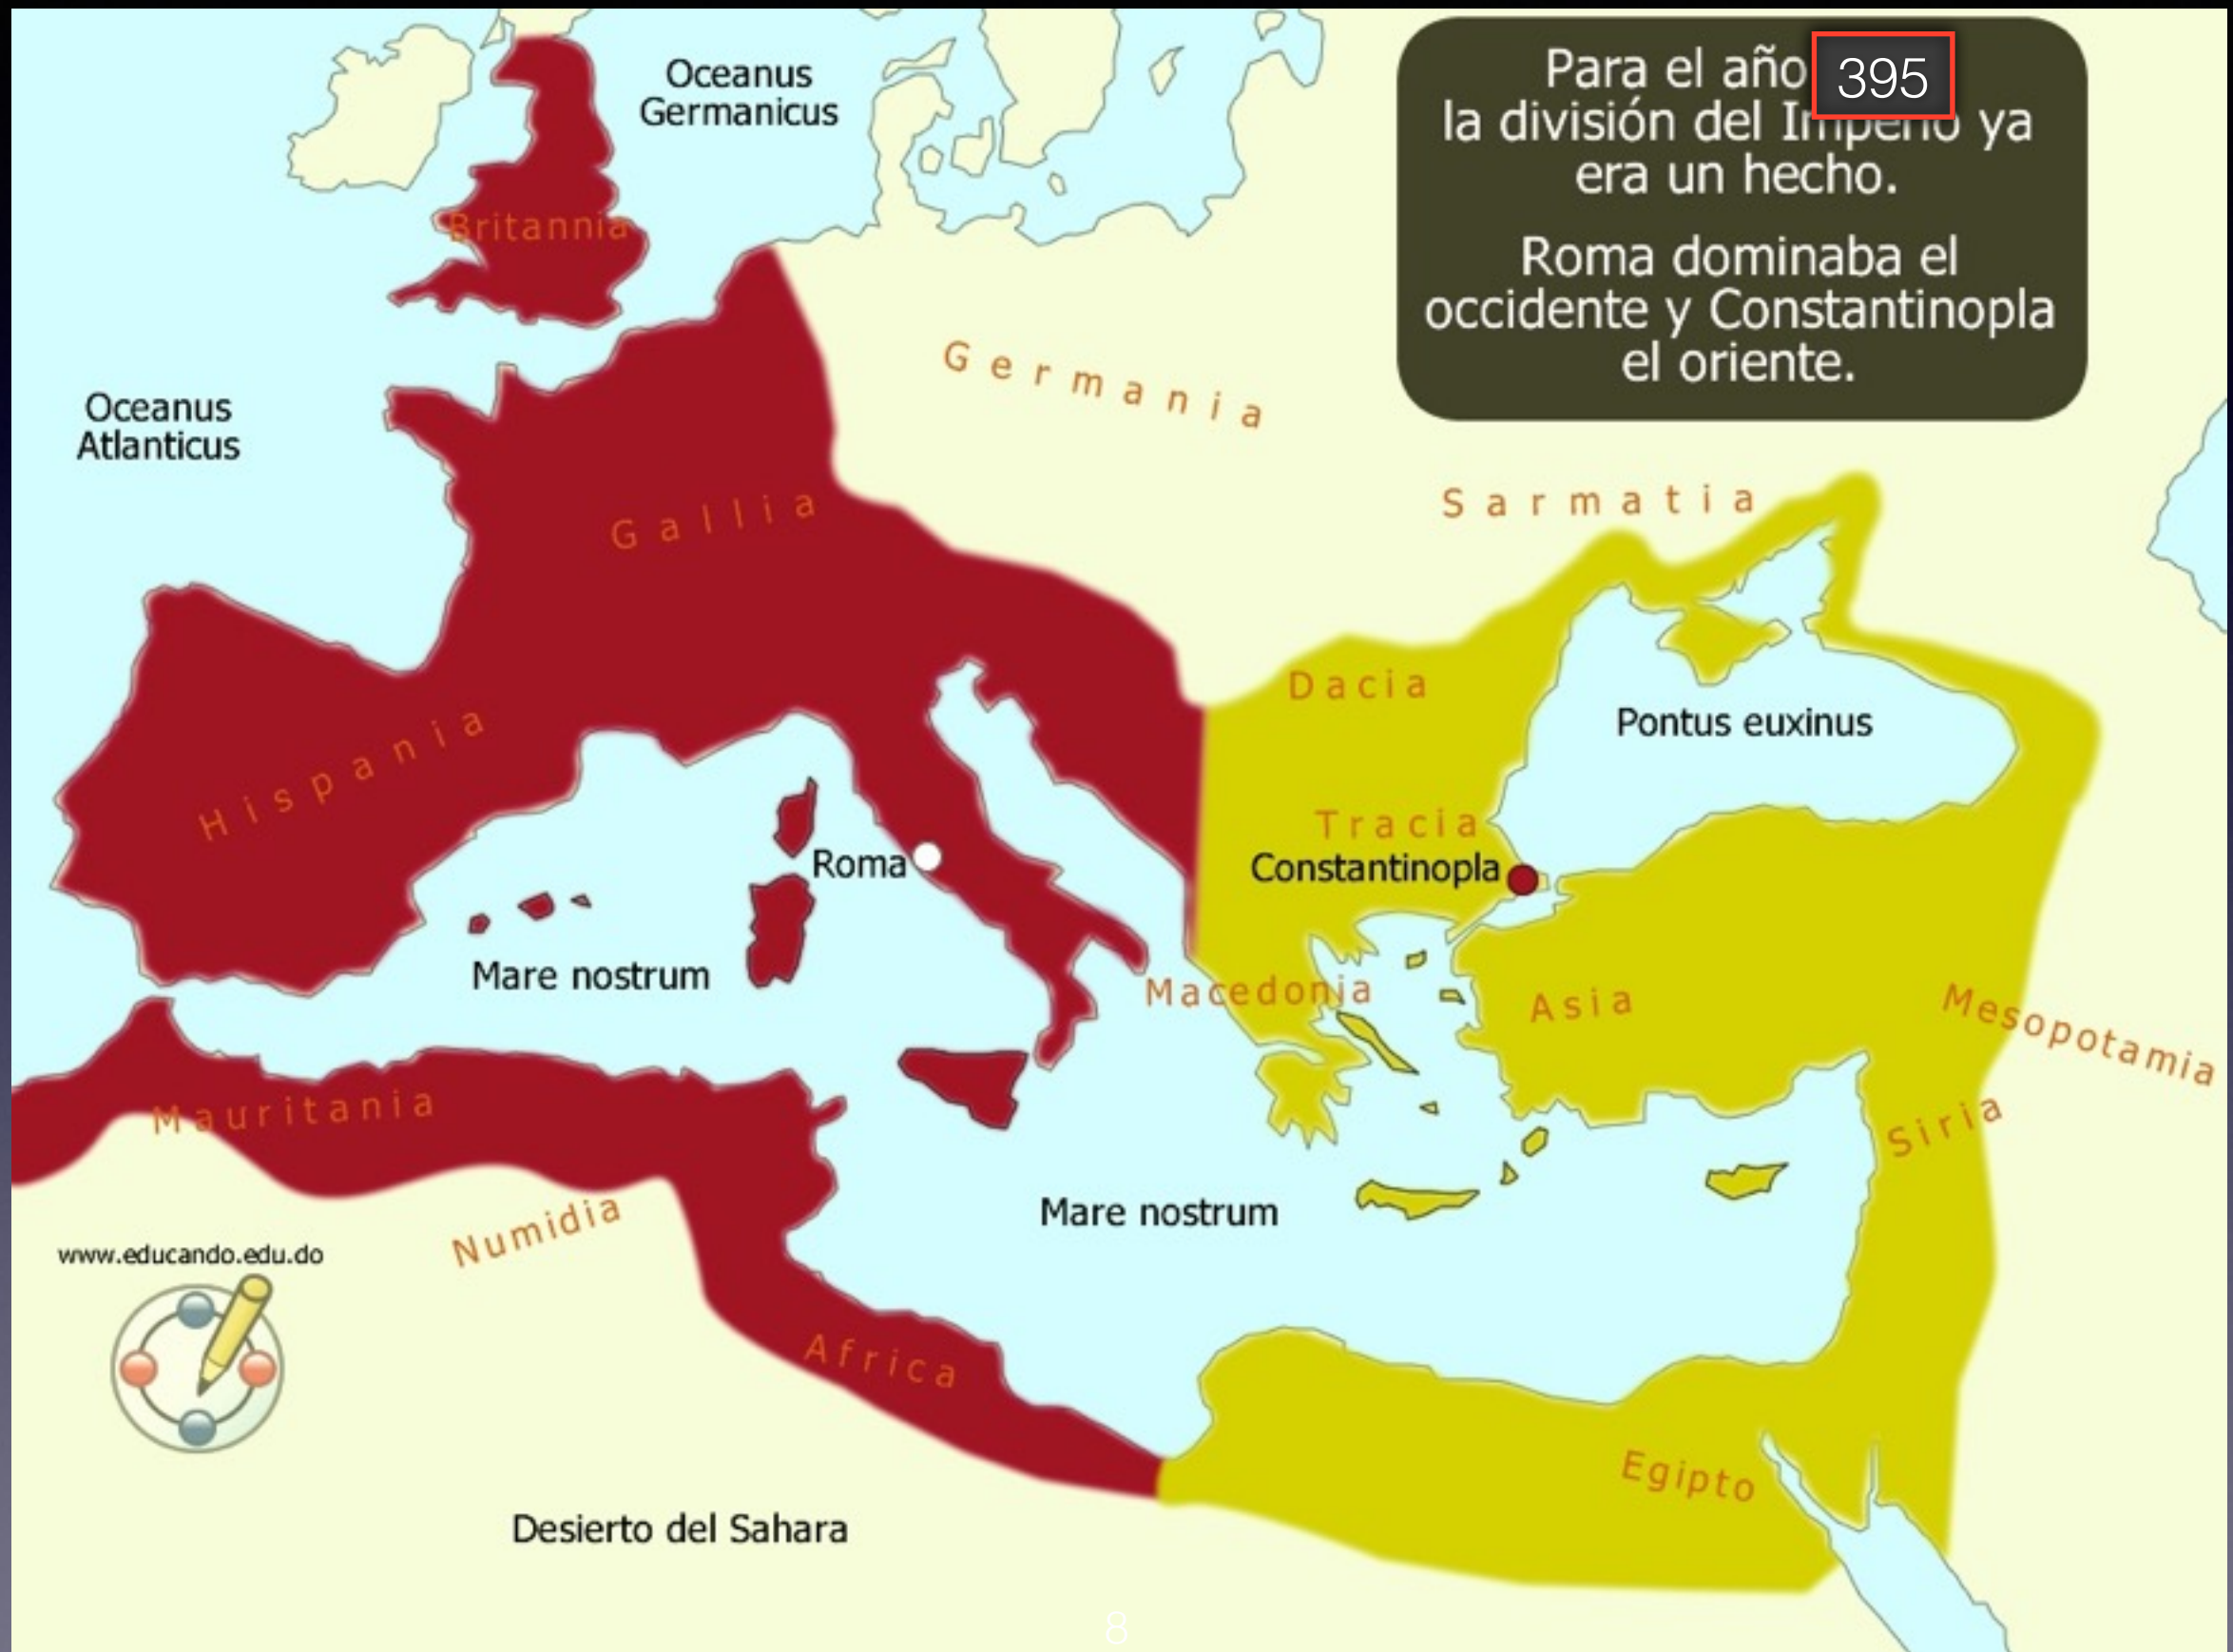 Para el año 395
la división del Imperio ya
era un hecho.
Roma dominaba el
occidente y Constantinopla
el oriente.
Oceanus
Germanicus
Britannia
Germania
Oceanus
Atlanticus
Gallia
Sarmatia
Dacia
Pontus euxinus
Hispania
Tracia
Roma
Constantinopla
Mare nostrum
Macedonia
Asia
Mesopotamia
Mauritania
Siria
Numidia
Mare nostrum
www.educando.edu.do
Africa
Egipto
Desierto del Sahara
8